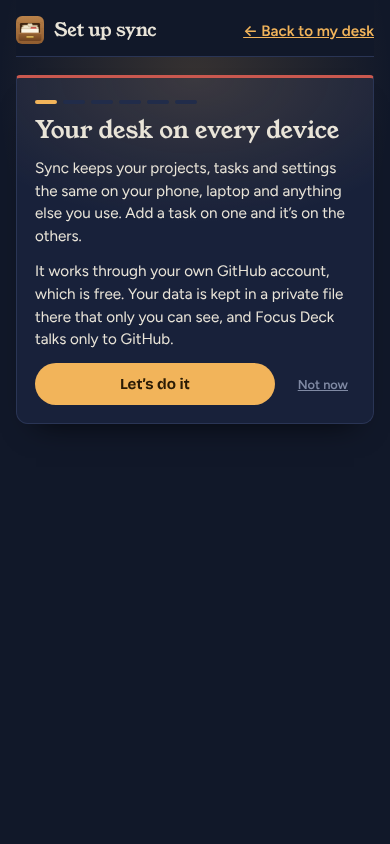 Set up sync
← Back to my desk
Your desk on every device
Sync keeps your projects, tasks and settings
the same on your phone, laptop and anything
else you use. Add a task on one and it’s on the
others.
It works through your own GitHub account,
which is free. Your data is kept in a private file
there that only you can see, and Focus Deck
talks only to GitHub.
Let’s do it
Not now